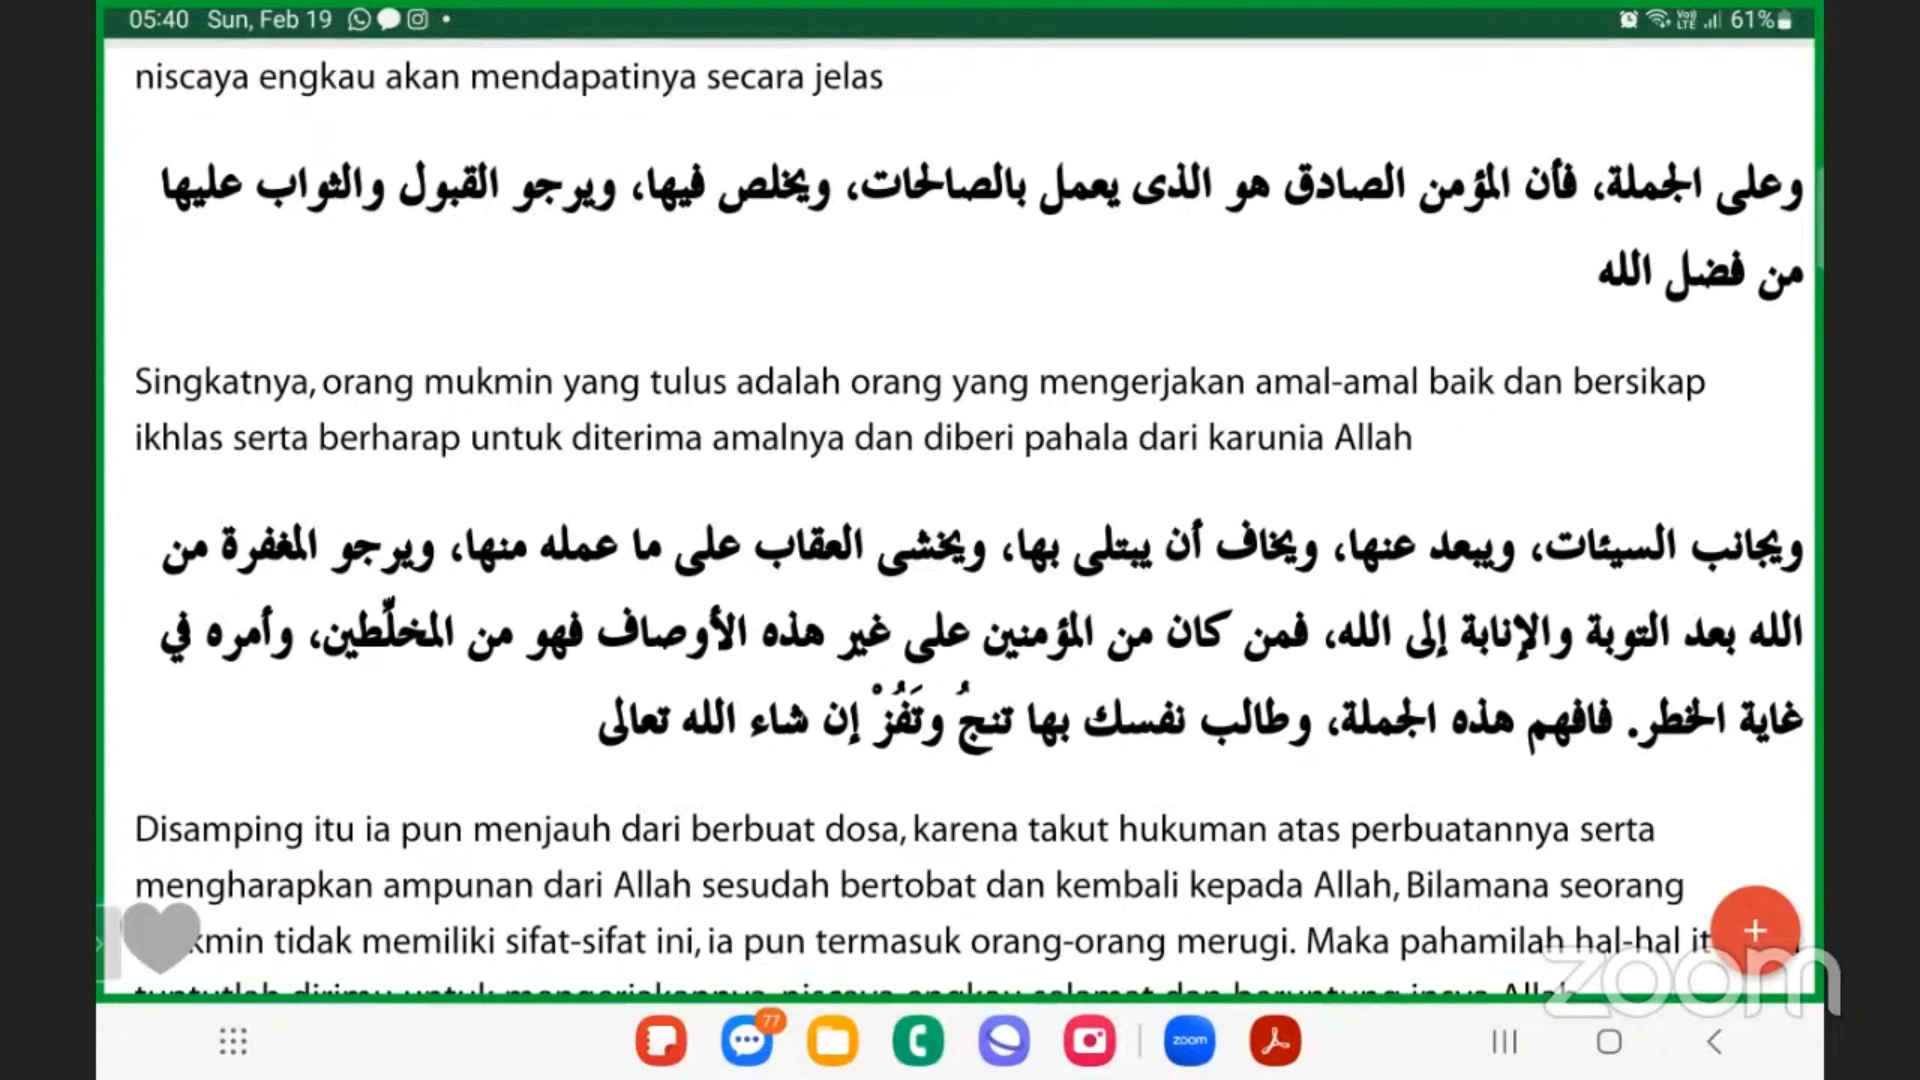 05:40 Sun, Feb 19
61%
niscaya engkau akan mendapatinya secara jelas
وعلى الجملة، فأن المؤمن الصادق هو الذى يعمل بالصالحات، ويخلص فيها، ويرجو القبول والثواب عليها
من فضل الله
Singkatnya, orang mukmin yang tulus adalah orang yang mengerjakan amal-amal baik dan bersikap
ikhlas serta berharap untuk diterima amalnya dan diberi pahala dari karunia Allah
ويجانب السيئات، ويبعد عنها، ويخاف أن يبتلى بها، ويخشى العقاب على ما عمله منها، ويرجو المغفرة من
الله بعد التوبة والإنابة إلى الله، فمن كان من المؤمنين على غير هذه الأوصاف فهو من المخلِّطين، وأمره في
غاية الخطر. فافهم هذه الجملة، وطالب نفسك بها تنجُ وتَفُزْ إن شاء الله تعالى
Disamping itu ia pun menjauh dari berbuat dosa, karena takut hukuman atas perbuatannya serta
mengharapkan ampunan dari Allah sesudah bertobat dan kembali kepada Allah, Bilamana seorang
kmin tidak memiliki sifat-sifat ini, ia pun termasuk orang-orang merugi. Maka pahamilah hal-hal it
zoom
77
zoom